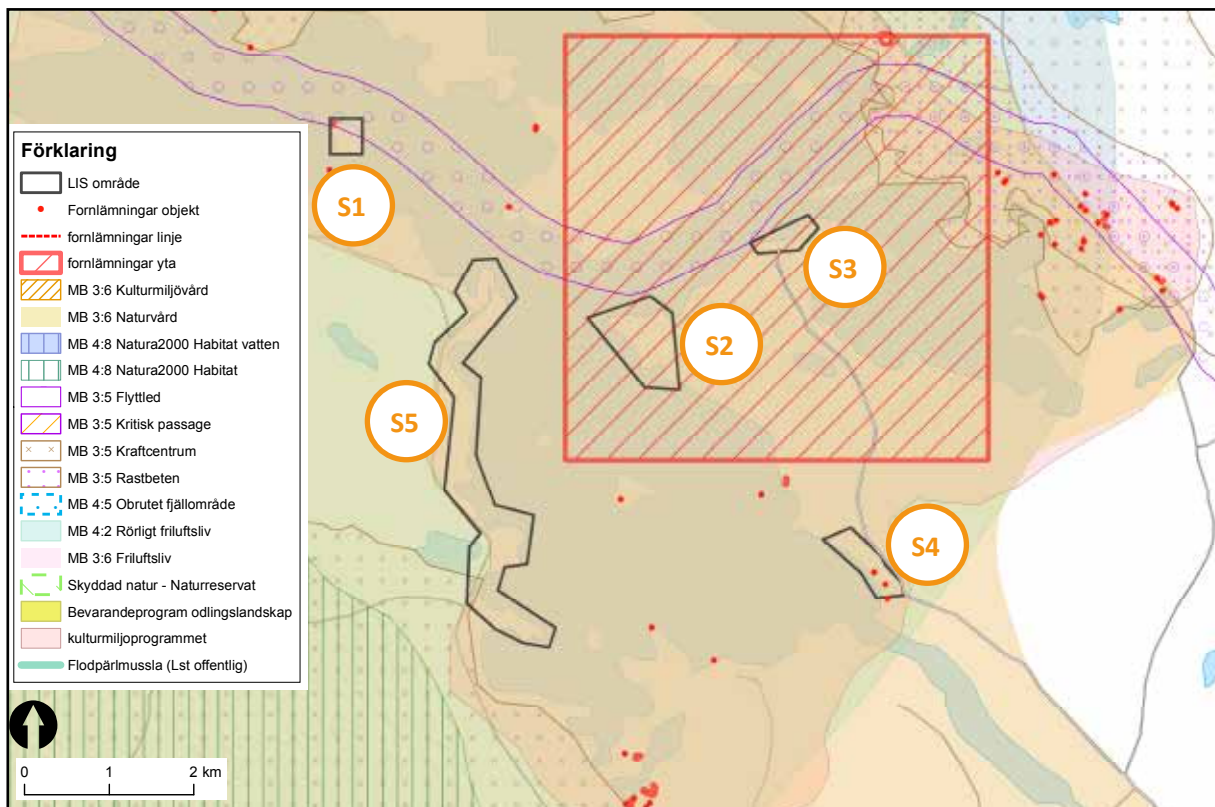 Förklaring
LIS område
Fornlämningar objekt
fornlämningar linje
fornlämningar yta
MB 3:6 Kulturmiljövård
MB 3:6 Naturvård
MB 4:8 Natura2000 Habitat vatten
MB 4:8 Natura2000 Habitat
MB 3:5 Flyttled
MB 3:5 Kritisk passage
MB 3:5 Kraftcentrum
MB 3:5 Rastbeten
MB 4:5 Obrutet fjällområde
MB 4:2 Rörligt friluftsliv
MB 3:6 Friluftsliv
Skyddad natur - Naturreservat
Bevarandeprogram odlingslandskap
kulturmiljoprogrammet
Flodpärlmussla (Lst offentlig)
0 1 2 km
S1
S3
S2
S5
S4